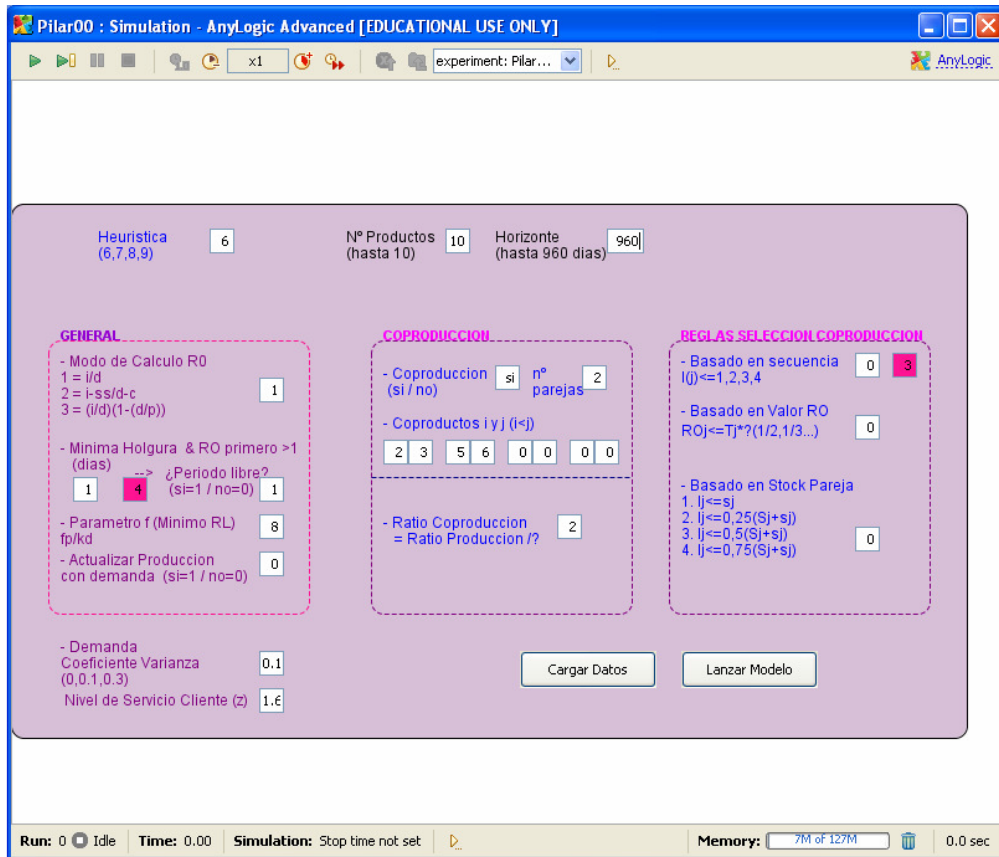 Pilar00 : Simulation - AnyLogic Advanced [EDUCATIONAL USE ONLY]
x1
experiment: Pilar...
AnyLogic
Heuristica
(6,7,8,9)
6
Nº Productos
(hasta 10)
10
Horizonte
(hasta 960 dias)
960
GENERAL
- Modo de Calculo R0
1 = i/d
2 = i-ss/d-c
3 = (i/d)(1-(d/p))
1
- Minima Holgura & RO primero >1
(dias)
--> ¿Periodo libre?
(si=1 / no=0)
1
4
1
- Parametro f (Minimo RL)
fp/kd
8
- Actualizar Produccion
con demanda (si=1 / no=0)
0
- Demanda
Coeficiente Varianza
(0,0.1,0.3)
0.1
Nivel de Servicio Cliente (z)
1.6
COPRODUCCION
- Coproduccion
(si / no)
si
nº
parejas
2
- Coproductos i y j (i<j)
2 3 5 6 0 0 0 0
- Ratio Coproduccion
= Ratio Produccion /?
2
REGLAS SELECCION COPRODUCCION
- Basado en secuencia
I(j)<=1,2,3,4
0
3
- Basado en Valor RO
ROj<=Tj*?(1/2,1/3...)
0
- Basado en Stock Pareja
1. Ij<=sj
2. Ij<=0,25(Sj+sj)
3. Ij<=0,5(Sj+sj)
4. Ij<=0,75(Sj+sj)
0
Cargar Datos
Lanzar Modelo
Run: 0 Idle
Time: 0.00
Simulation: Stop time not set
Memory: 7M of 127M
0.0 sec